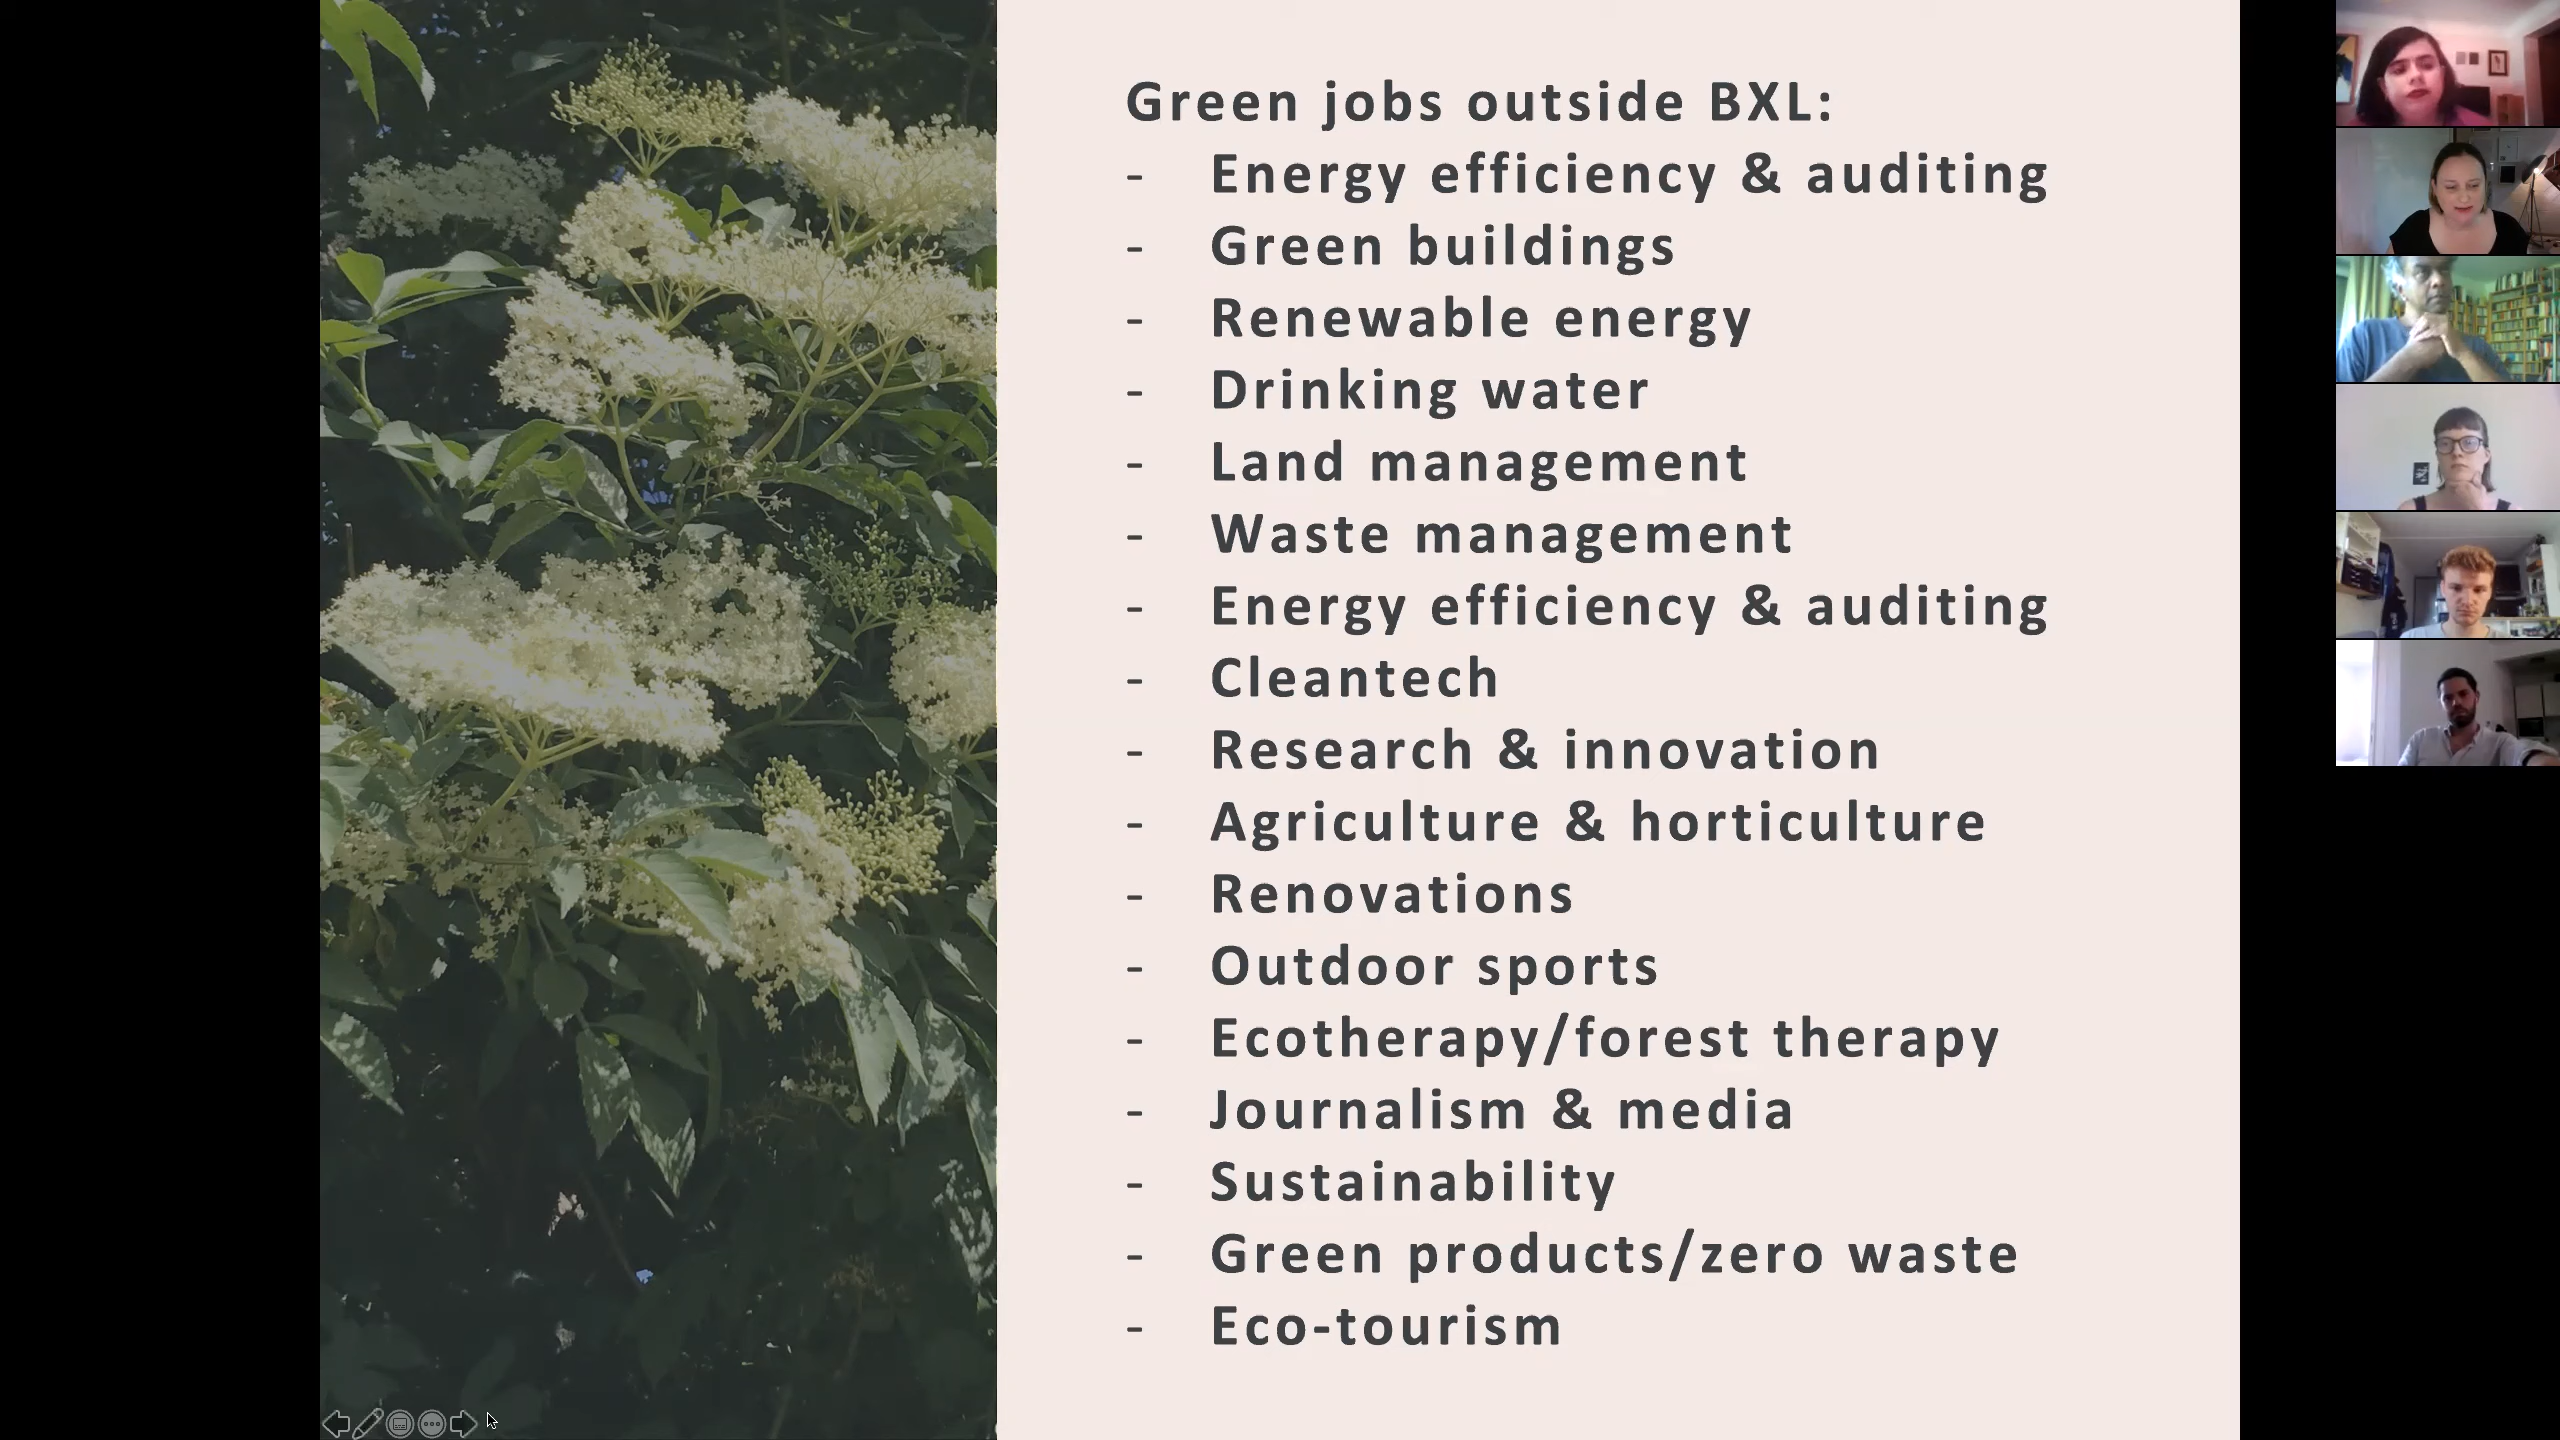 Green jobs outside BXL:
- Energy efficiency & auditing
- Green buildings
- Renewable energy
- Drinking water
- Land management
- Waste management
- Energy efficiency & auditing
- Cleantech
- Research & innovation
- Agriculture & horticulture
- Renovations
- Outdoor sports
- Ecotherapy/forest therapy
- Journalism & media
- Sustainability
- Green products/zero waste
- Eco-tourism